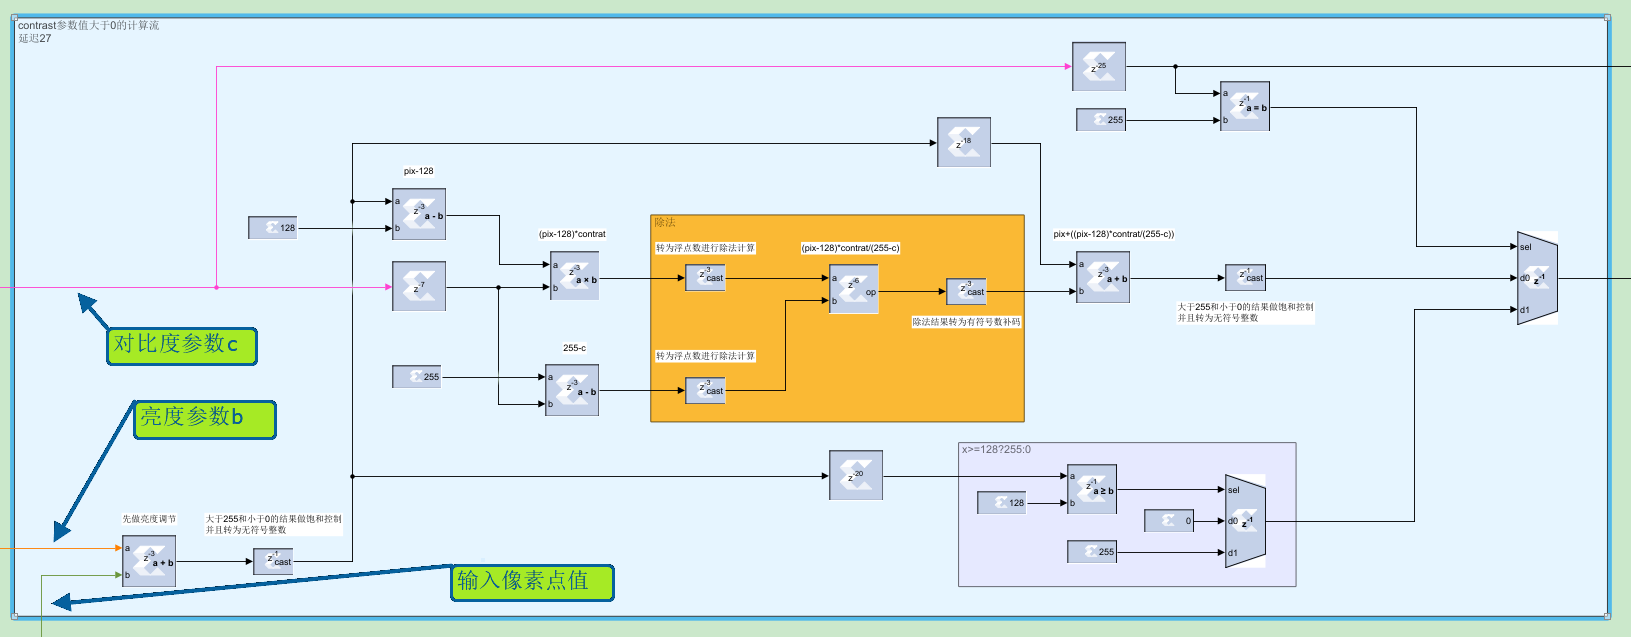 contrast参数值大于0的计算流
延迟27
z-25
z-1
a
a = b
b
255
z-18
pix-128
a
z-3
a - b
b
128
(pix-128)*contrat
a
z-3
a × b
b
z-7
除法
转为浮点数进行除法计算
z-3
cast
(pix-128)*contrat/(255-c)
a
z-6
op
b
z-3
cast
除法结果转为有符号数补码
转为浮点数进行除法计算
z-3
cast
pix+((pix-128)*contrat/(255-c))
a
z-3
a + b
b
z-1
cast
大于255和小于0的结果做饱和控制
并且转为无符号整数
sel
d0
z-1
d1
对比度参数c
255-c
255
a
z-3
a - b
b
亮度参数b
z-20
x>=128?255:0
a
z-1
a ≥ b
b
128
sel
0
d0
z-1
255
d1
先做亮度调节
a
z-3
a + b
b
大于255和小于0的结果做饱和控制
并且转为无符号整数
z-1
cast
输入像素点值